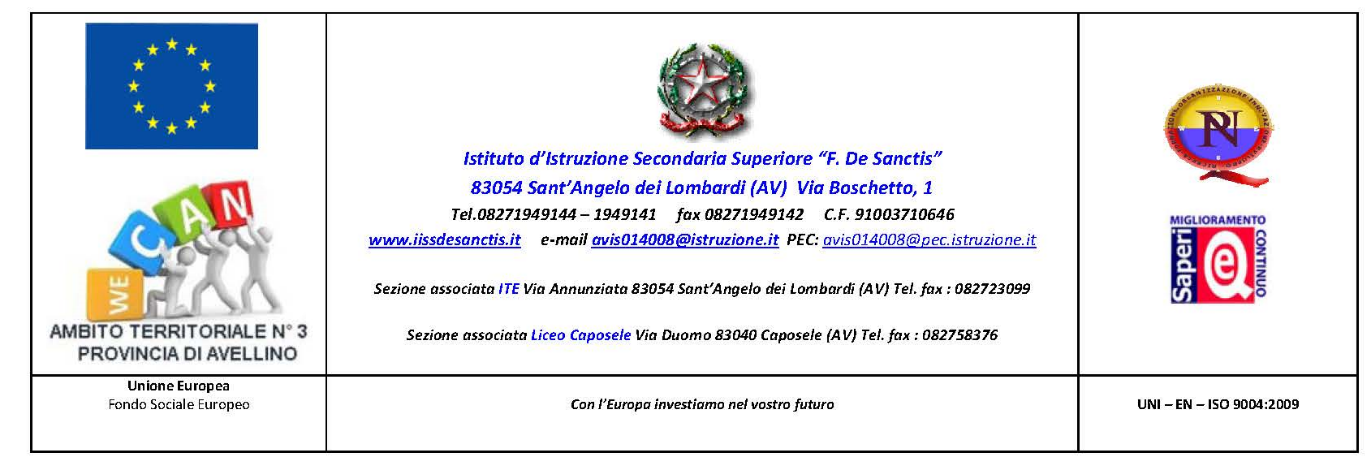 WE CAN
AMBITO TERRITORIALE N° 3
PROVINCIA DI AVELLINO
Istituto d'Istruzione Secondaria Superiore “F. De Sanctis”
83054 Sant'Angelo dei Lombardi (AV) Via Boschetto, 1
Tel.08271949144 – 1949141 fax 08271949142 C.F. 91003710646
www.iissdesanctis.it e-mail avis014008@istruzione.it PEC: avis014008@pec.istruzione.it
Sezione associata ITE Via Annunziata 83054 Sant'Angelo dei Lombardi (AV) Tel. fax : 082723099
Sezione associata Liceo Caposele Via Duomo 83040 Caposele (AV) Tel. fax : 082758376
MIGLIORAMENTO
CONTINUO
Saperi
e
Unione Europea
Fondo Sociale Europeo
Con l'Europa investiamo nel vostro futuro
UNI – EN – ISO 9004:2009